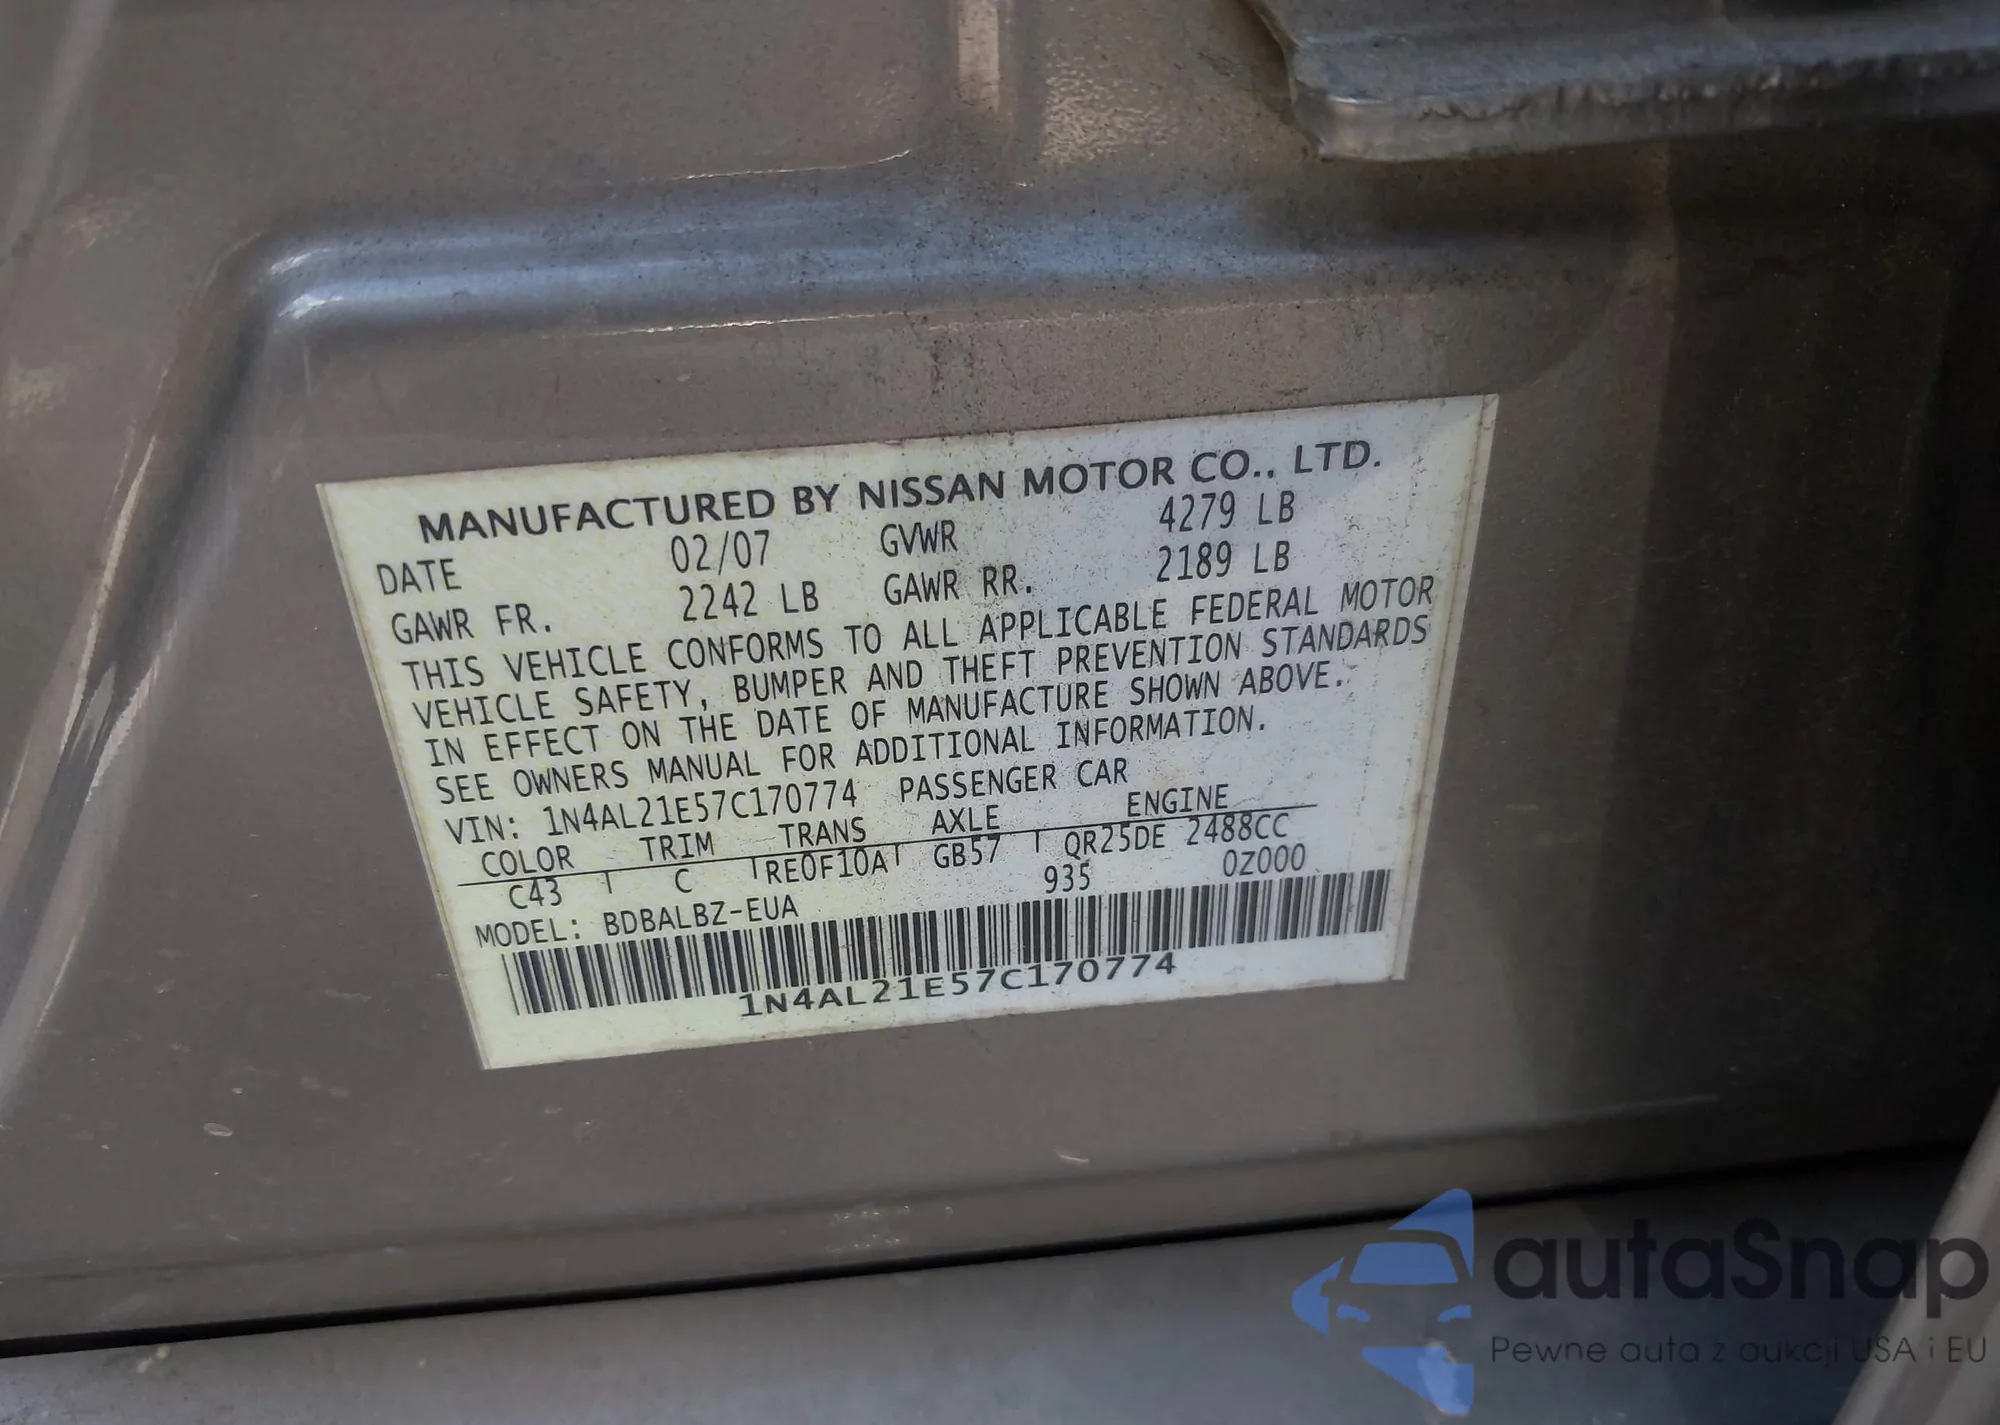 MANUFACTURED BY NISSAN MOTOR CO., LTD.
DATE 02/07 GVWR 4279 LB
GAWR FR. 2242 LB GAWR RR. 2189 LB
THIS VEHICLE CONFORMS TO ALL APPLICABLE FEDERAL MOTOR
VEHICLE SAFETY, BUMPER AND THEFT PREVENTION STANDARDS
IN EFFECT ON THE DATE OF MANUFACTURE SHOWN ABOVE.
SEE OWNERS MANUAL FOR ADDITIONAL INFORMATION.
VIN: 1N4AL21E57C170774 PASSENGER CAR
COLOR TRIM TRANS AXLE ENGINE
C43 C RE0F10A GB57 QR25DE 2488CC
MODEL: BDBALBZ-EUA 935 0Z000
1N4AL21E57C170774
autaSnap
Pewne auta z aukcji USA i EU